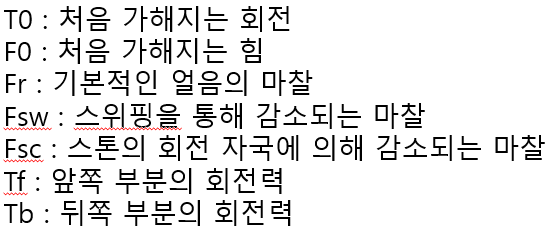 T0 : 처음 가해지는 회전
F0 : 처음 가해지는 힘
Fr : 기본적인 얼음의 마찰
Fsw : 스위핑을 통해 감소되는 마찰
Fsc : 스톤의 회전 자국에 의해 감소되는 마찰
Tf : 앞쪽 부분의 회전력
Tb : 뒤쪽 부분의 회전력